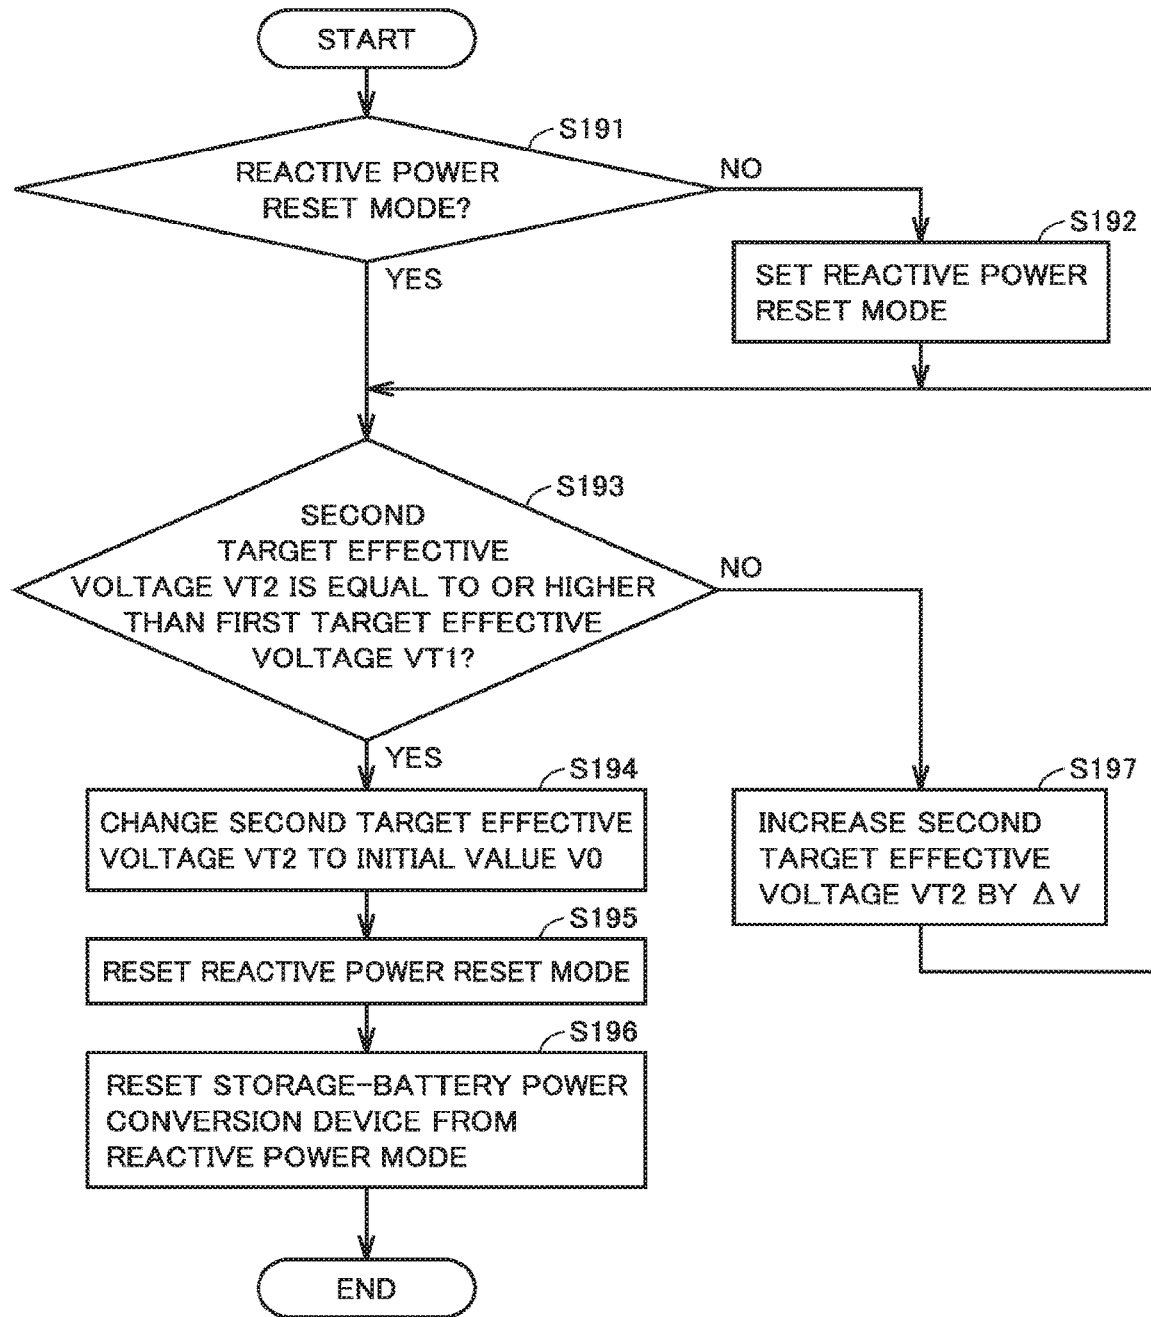 START
S191
REACTIVE POWER
RESET MODE?
NO
YES
S192
SET REACTIVE POWER
RESET MODE
S193
SECOND
TARGET EFFECTIVE
VOLTAGE VT2 IS EQUAL TO OR HIGHER
THAN FIRST TARGET EFFECTIVE
VOLTAGE VT1?
NO
YES
S194
CHANGE SECOND TARGET EFFECTIVE
VOLTAGE VT2 TO INITIAL VALUE V0
S197
INCREASE SECOND
TARGET EFFECTIVE
VOLTAGE VT2 BY ΔV
S195
RESET REACTIVE POWER RESET MODE
S196
RESET STORAGE-BATTERY POWER
CONVERSION DEVICE FROM
REACTIVE POWER MODE
END